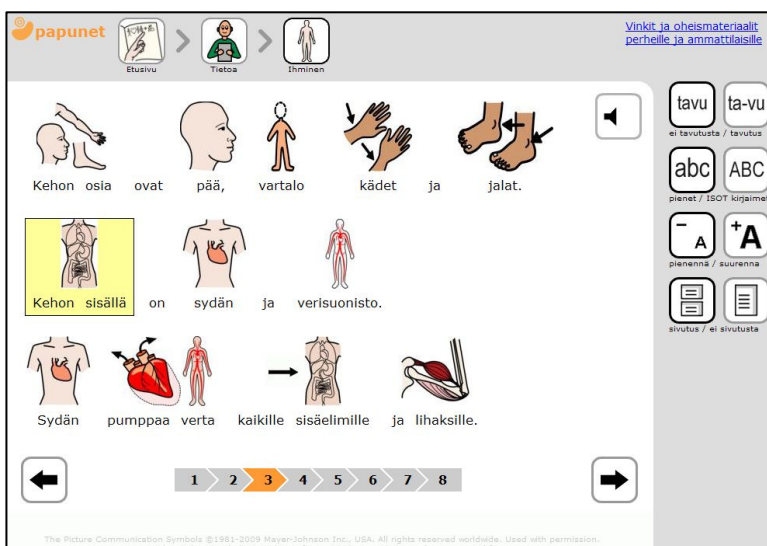 papunet
Etusivu
Tietoa
Ihminen
Vinkit ja oheismateriaalit
perheille ja ammattilaisille
tavu ta-vu
ei tavutusta / tavutus
abc ABC
pienet / ISOT kirjaimet
- A +A
pienennä / suurenna
sivutus / ei sivutusta
Kehon osia ovat pää, vartalo kädet ja jalat.
Kehon sisällä on sydän ja verisuonisto.
Sydän pumppaa verta kaikille sisäelimille ja lihaksille.
1 2 3 4 5 6 7 8
The Picture Communication Symbols ©1981-2009 Mayer-Johnson Inc., USA. All rights reserved worldwide. Used with permission.